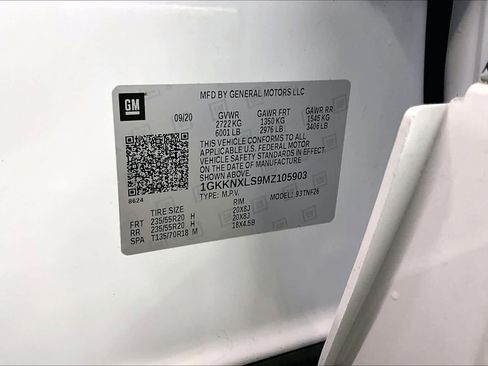 MFD BY GENERAL MOTORS LLC
GM
09/20 GVWR GAWR FRT GAWR RR
2722 KG 1350 KG 1545 KG
6001 LB 2976 LB 3406 LB
THIS VEHICLE CONFORMS TO ALL
APPLICABLE U.S. FEDERAL MOTOR
VEHICLE SAFETY STANDARDS IN EFFECT
ON THE DATE OF MANUFACTURE
SHOWN ABOVE.
1GKKNXLS9MZ105903
8624 TYPE: M.P.V. MODEL: 93TNF26
TIRE SIZE RIM
FRT 235/55R20 H 20X8J
RR 235/55R20 H 20X8J
SPA T135/70R18 M 18X4.5B